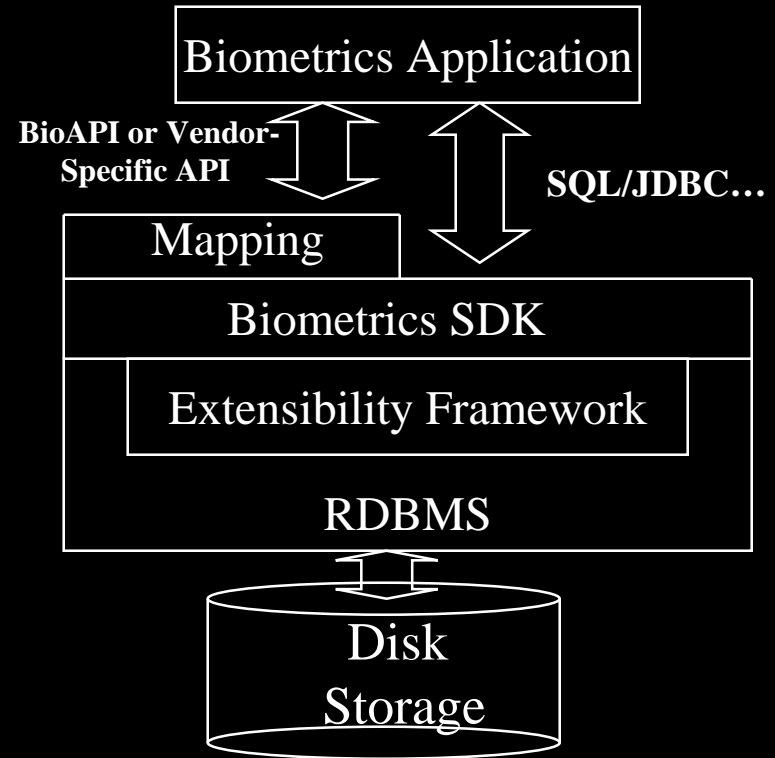 Biometrics Application
BioAPI or Vendor-
Specific API
SQL/JDBC...
Mapping
Biometrics SDK
Extensibility Framework
RDBMS
Disk
Storage